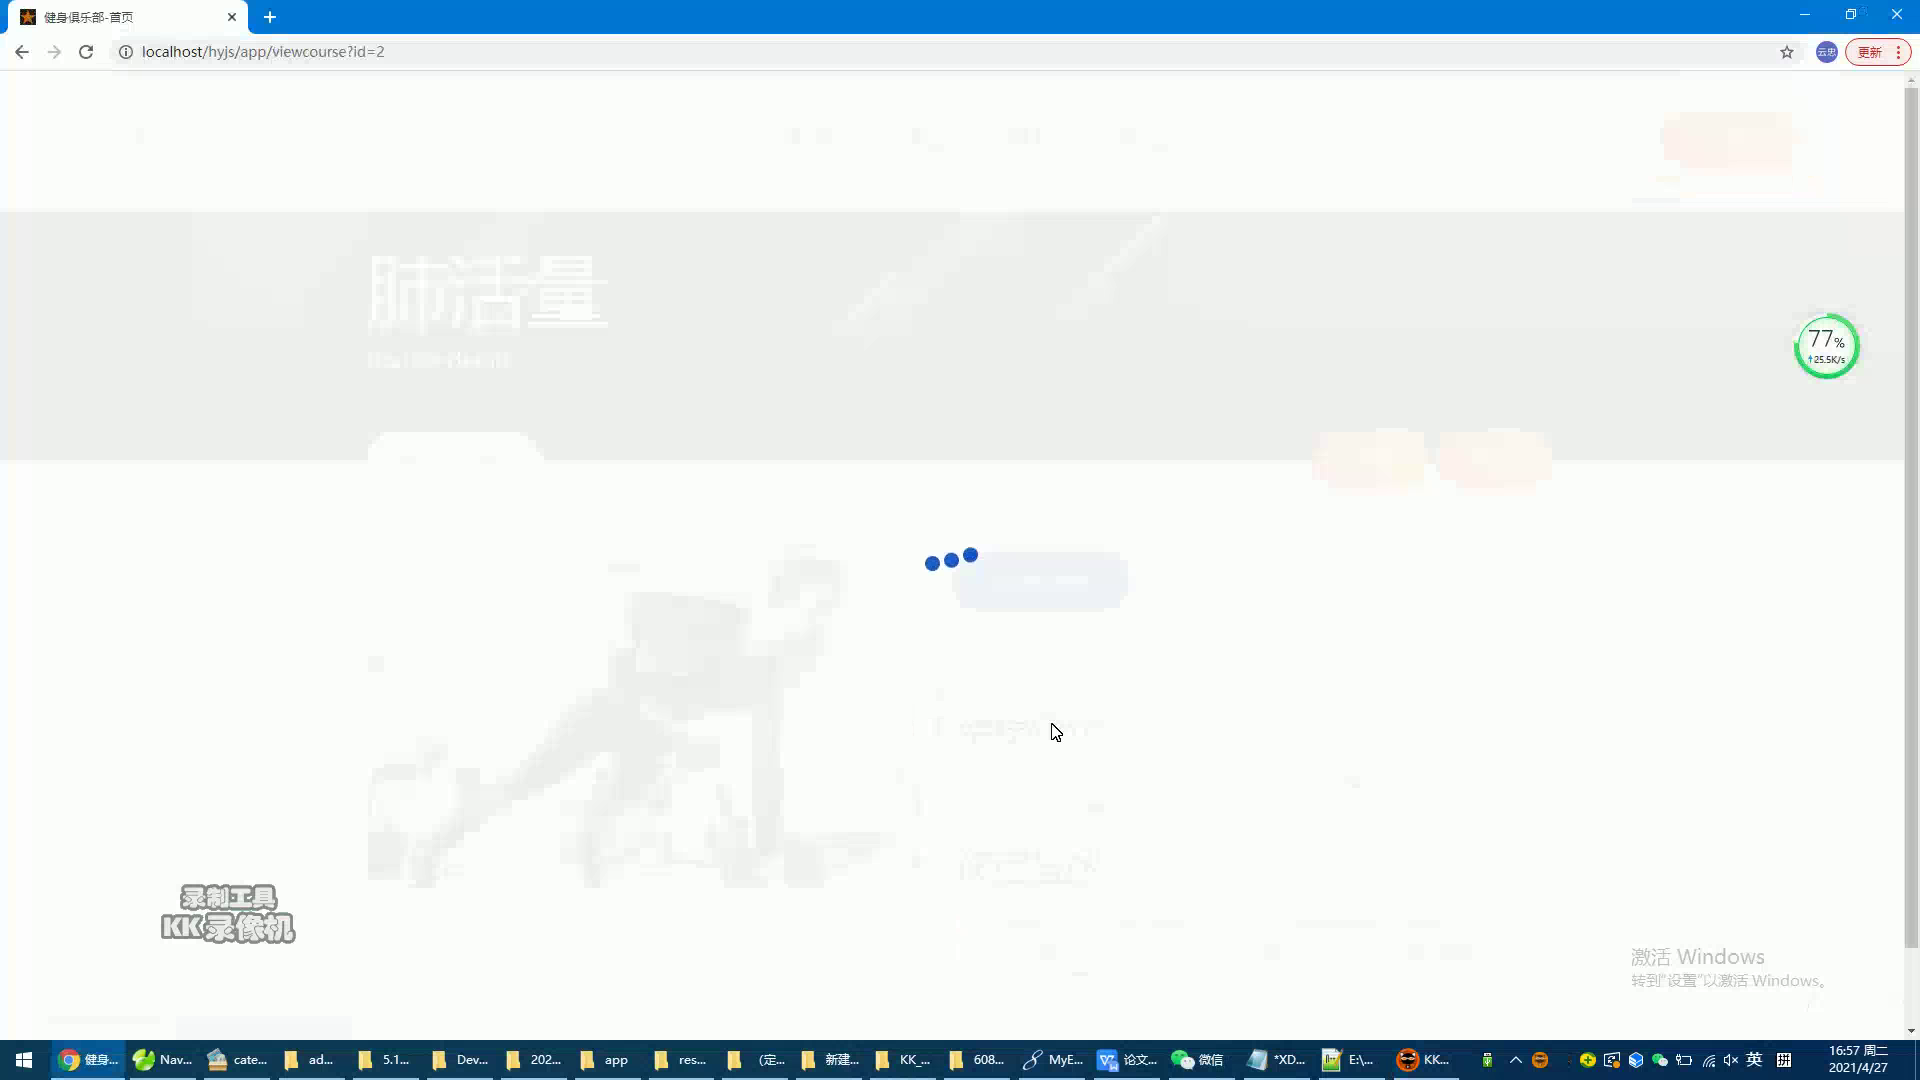 健身俱乐部-首页
localhost/hyjs/app/viewcourse?id=2
更新
肺活量
77%
25.5K/s
录制工具
KK录像机
激活 Windows
转到"设置"以激活 Windows。
健身... Nav... cate... ad... 5.1... Dev... 202... app res... (定... 新建... KK_... 608... MyE... 论文... 微信 *XD... E:\... KK... 英 拼
16:57 周二
2021/4/27